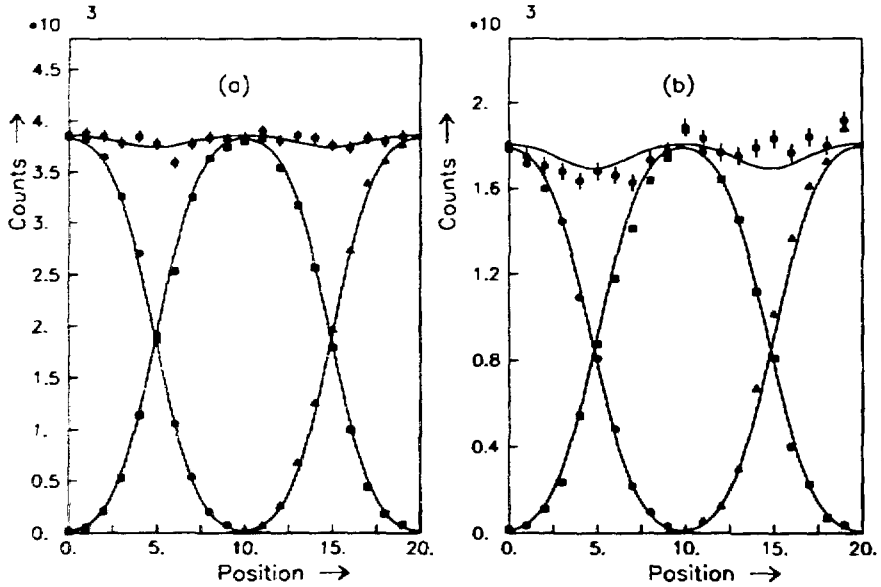 •10 3
4.5
(a)
3.5
3.
2.5
2.
1.5
1.
0.5
0.
Counts →
0. 5. 10. 15. 20.
Position →
•10 3
2.
(b)
1.6
1.2
0.8
0.4
0.
Counts →
0. 5. 10. 15. 20.
Position →